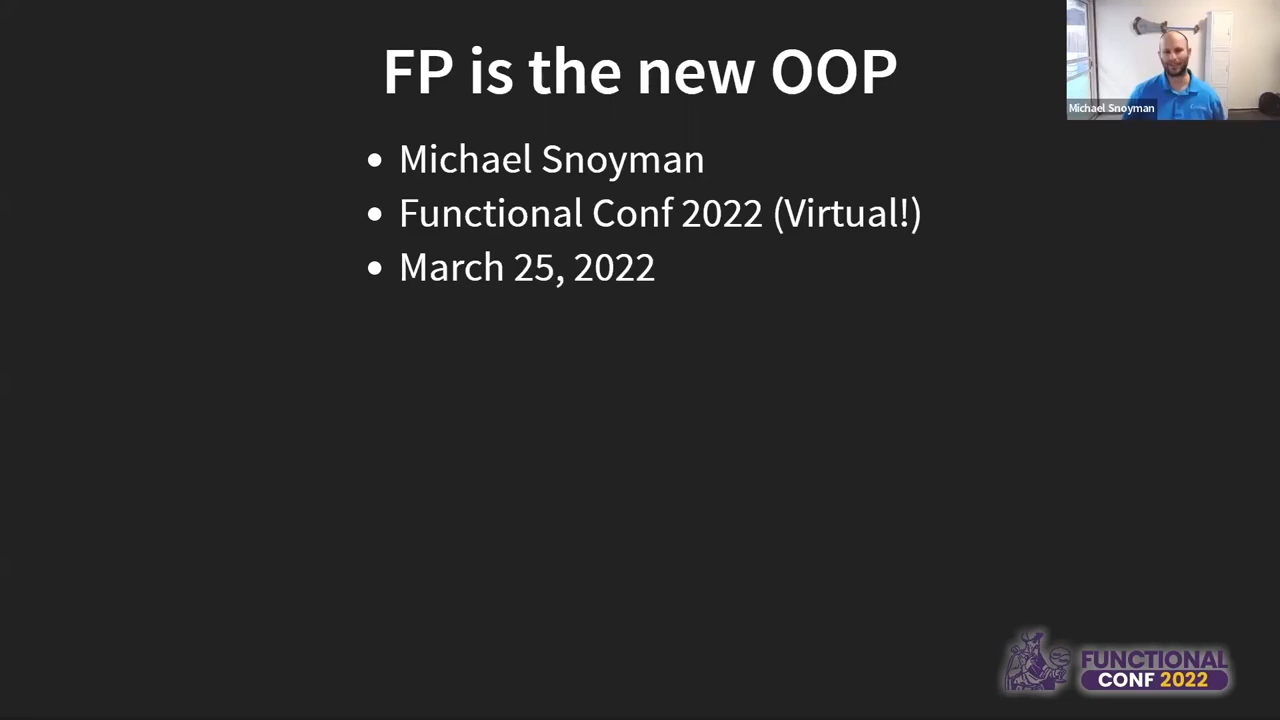 FP is the new OOP
Michael Snoyman
Michael Snoyman
Functional Conf 2022 (Virtual!)
March 25, 2022
FUNCTIONAL
CONF 2022